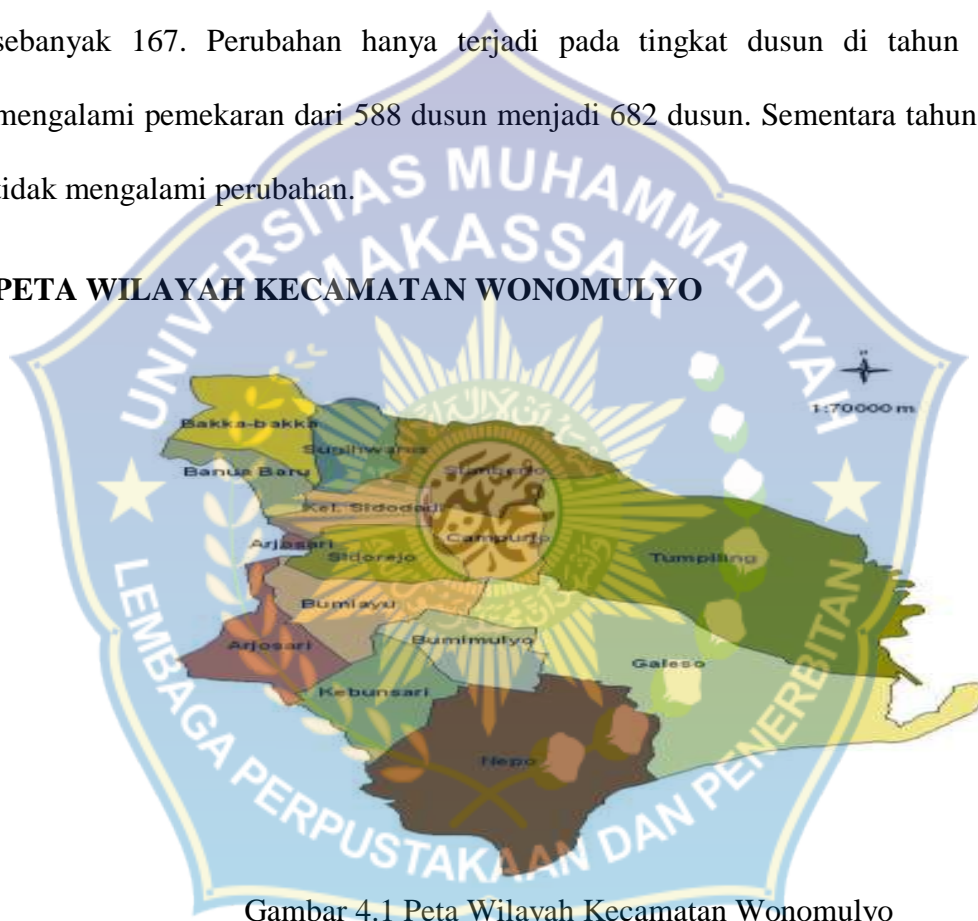 sebanyak 167. Perubahan hanya terjadi pada tingkat dusun di tahun
mengalami pemekaran dari 588 dusun menjadi 682 dusun. Sementara tahun
tidak mengalami perubahan.
UNIVERSITAS MUHAMMADIYAH
MAKASSAR
PETA WILAYAH KECAMATAN WONOMULYO
1:70000 m
Bakka-bakka
Banua Baru
Kel. Sidodadi
Campurjo
Arjosari
Sidorejo
Tumpiling
Bumiayu
Bumimulyo
Arjosari
Galeso
Kebunsari
Nepo
LEMBAGA PERPUSTAKAAN DAN PENERBITAN
Gambar 4.1 Peta Wilayah Kecamatan Wonomulyo